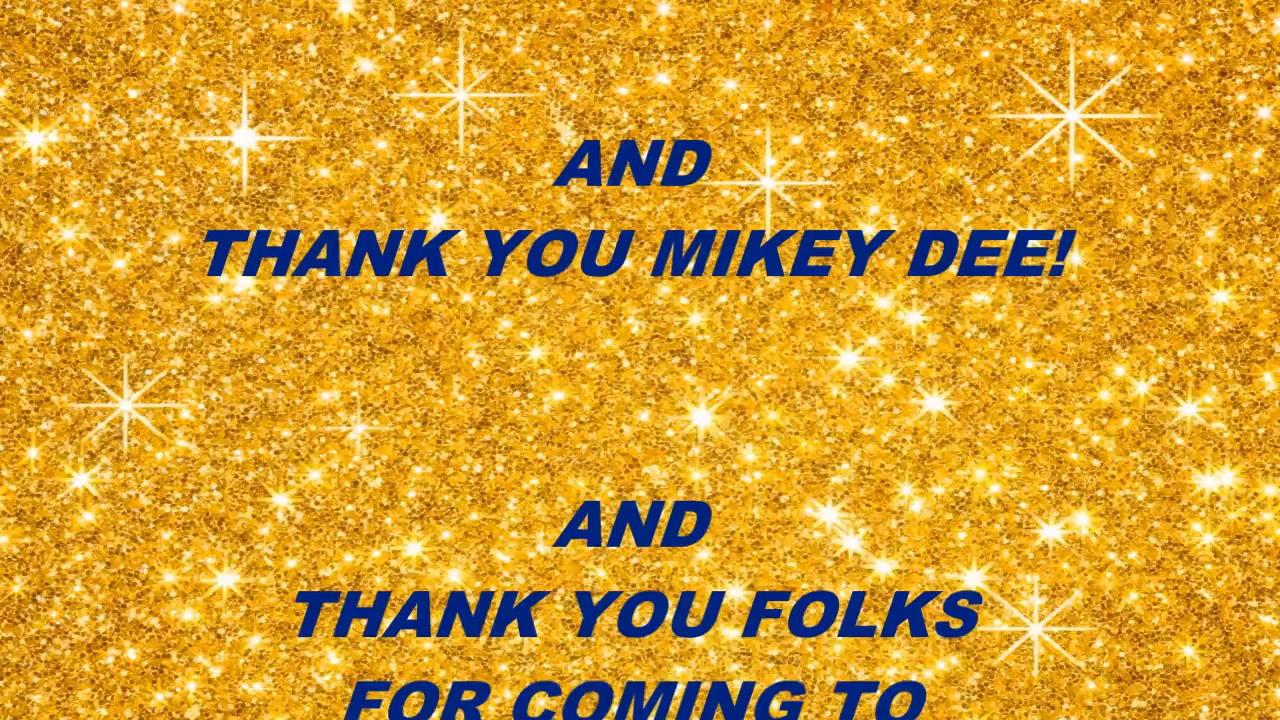 AND
THANK YOU MIKEY DEE!
AND
THANK YOU FOLKS
FOR COMING TO